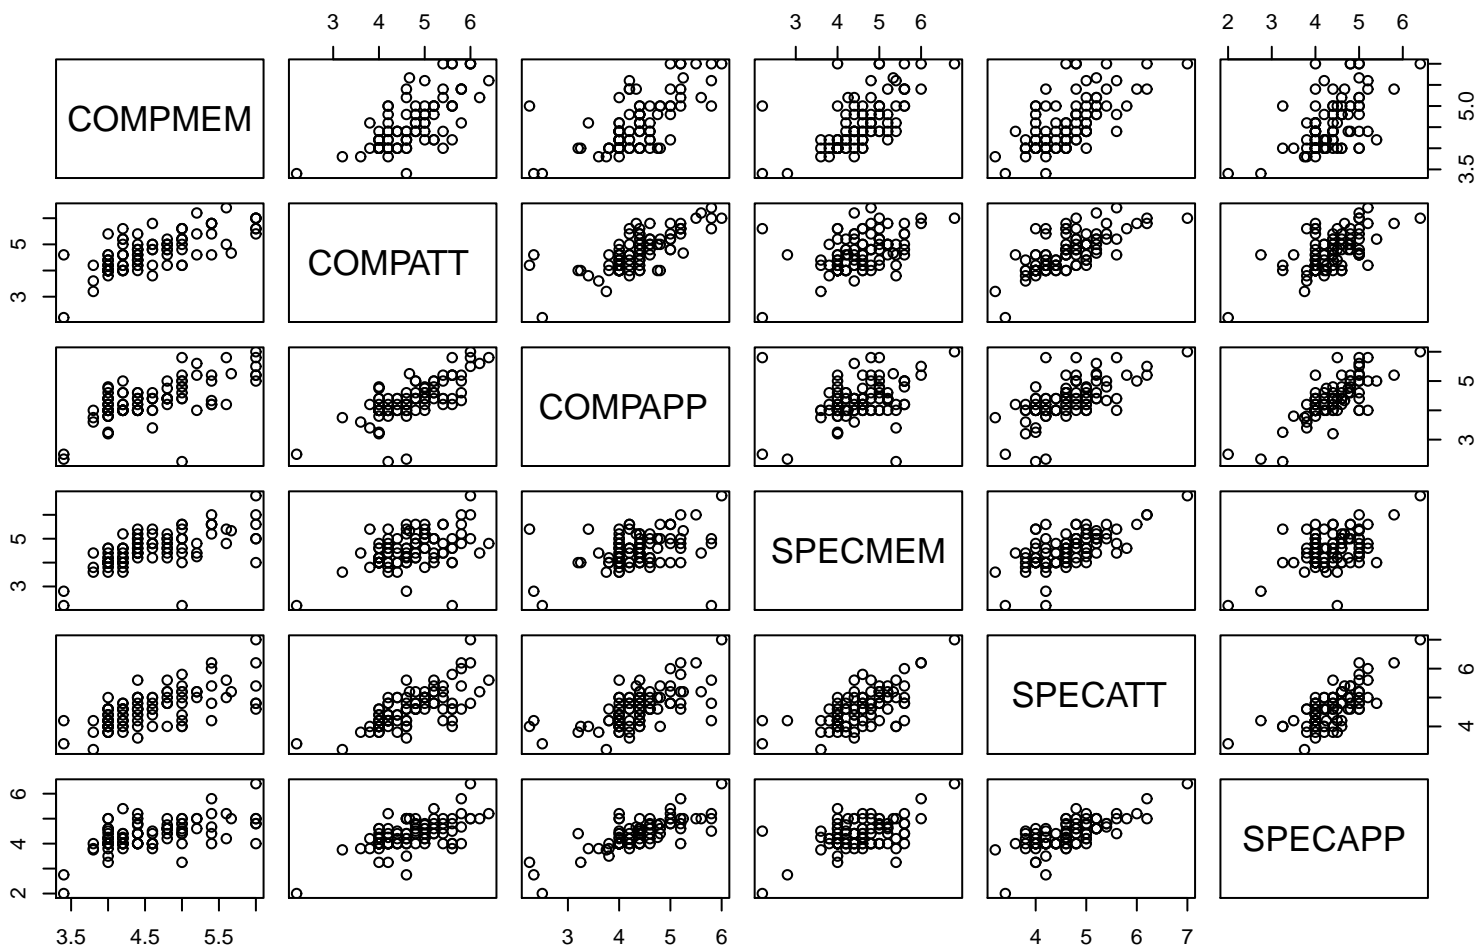 3 4 5 6 3 4 5 6 2 3 4 5 6
COMPMEM 3.5 5.0
3 5 COMPATT
COMPAPP 3 5
3 5 SPECMEM
SPECATT 4 6
2 4 6 SPECAPP
3.5 4.5 5.5 3 4 5 6 4 5 6 7